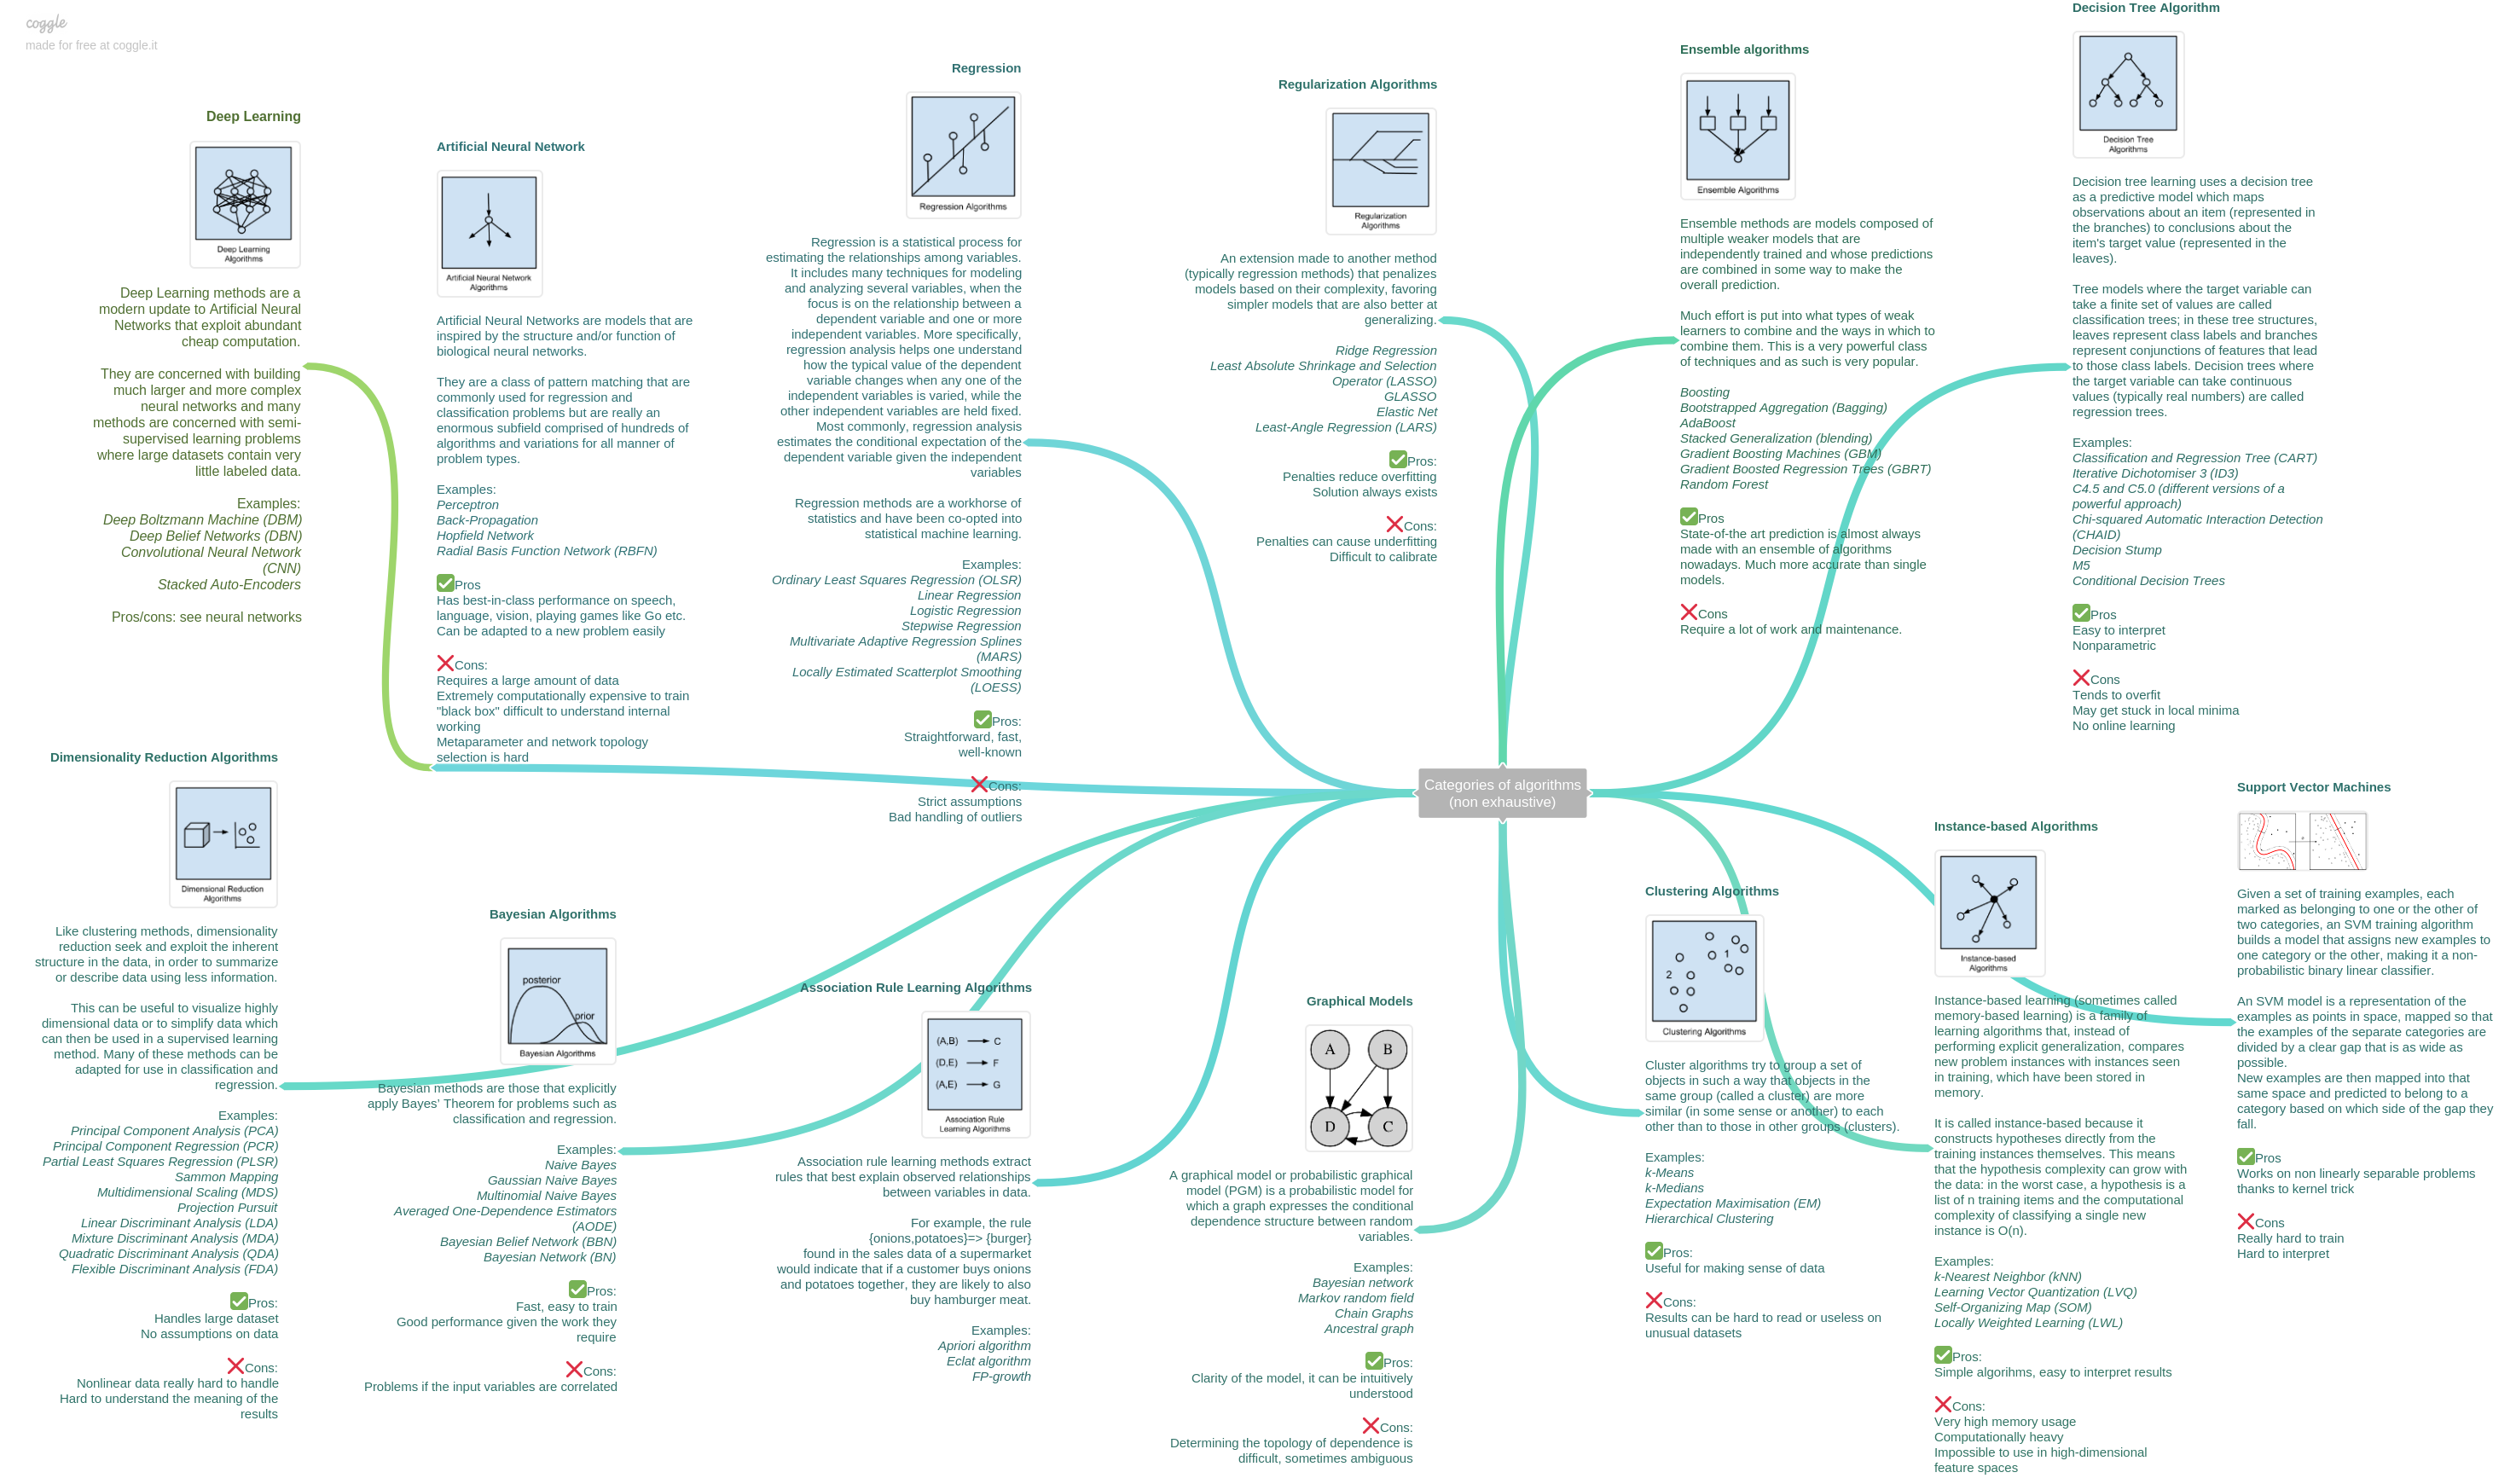 coggle
made for free at coggle.it
Deep Learning
Deep Learning
Algorithms
Deep Learning methods are a
modern update to Artificial Neural
Networks that exploit abundant
cheap computation.
They are concerned with building
much larger and more complex
neural networks and many
methods are concerned with semi-
supervised learning problems
where large datasets contain very
little labeled data.
Examples:
Deep Boltzmann Machine (DBM)
Deep Belief Networks (DBN)
Convolutional Neural Network
(CNN)
Stacked Auto-Encoders
Pros/cons: see neural networks
Artificial Neural Network
Artificial Neural Network
Algorithms
Artificial Neural Networks are models that are
inspired by the structure and/or function of
biological neural networks.
They are a class of pattern matching that are
commonly used for regression and
classification problems but are really an
enormous subfield comprised of hundreds of
algorithms and variations for all manner of
problem types.
Examples:
Perceptron
Back-Propagation
Hopfield Network
Radial Basis Function Network (RBFN)
✅Pros
Has best-in-class performance on speech,
language, vision, playing games like Go etc.
Can be adapted to a new problem easily
❌Cons:
Requires a large amount of data
Extremely computationally expensive to train
"black box" difficult to understand internal
working
Metaparameter and network topology
selection is hard
Regression
Regression Algorithms
Regression is a statistical process for
estimating the relationships among variables.
It includes many techniques for modeling
and analyzing several variables, when the
focus is on the relationship between a
dependent variable and one or more
independent variables. More specifically,
regression analysis helps one understand
how the typical value of the dependent
variable changes when any one of the
independent variables is varied, while the
other independent variables are held fixed.
Most commonly, regression analysis
estimates the conditional expectation of the
dependent variable given the independent
variables
Regression methods are a workhorse of
statistics and have been co-opted into
statistical machine learning.
Examples:
Ordinary Least Squares Regression (OLSR)
Linear Regression
Logistic Regression
Stepwise Regression
Multivariate Adaptive Regression Splines
(MARS)
Locally Estimated Scatterplot Smoothing
(LOESS)
✅Pros:
Straightforward, fast,
well-known
❌Cons:
Strict assumptions
Bad handling of outliers
Regularization Algorithms
Regularization
Algorithms
An extension made to another method
(typically regression methods) that penalizes
models based on their complexity, favoring
simpler models that are also better at
generalizing.
Ridge Regression
Least Absolute Shrinkage and Selection
Operator (LASSO)
GLASSO
Elastic Net
Least-Angle Regression (LARS)
✅Pros:
Penalties reduce overfitting
Solution always exists
❌Cons:
Penalties can cause underfitting
Difficult to calibrate
Ensemble algorithms
Ensemble Algorithms
Ensemble methods are models composed of
multiple weaker models that are
independently trained and whose predictions
are combined in some way to make the
overall prediction.
Much effort is put into what types of weak
learners to combine and the ways in which to
combine them. This is a very powerful class
of techniques and as such is very popular.
Boosting
Bootstrapped Aggregation (Bagging)
AdaBoost
Stacked Generalization (blending)
Gradient Boosting Machines (GBM)
Gradient Boosted Regression Trees (GBRT)
Random Forest
✅Pros
State-of-the art prediction is almost always
made with an ensemble of algorithms
nowadays. Much more accurate than single
models.
❌Cons
Require a lot of work and maintenance.
Decision Tree Algorithm
Decision Tree
Algorithms
Decision tree learning uses a decision tree
as a predictive model which maps
observations about an item (represented in
the branches) to conclusions about the
item's target value (represented in the
leaves).
Tree models where the target variable can
take a finite set of values are called
classification trees; in these tree structures,
leaves represent class labels and branches
represent conjunctions of features that lead
to those class labels. Decision trees where
the target variable can take continuous
values (typically real numbers) are called
regression trees.
Examples:
Classification and Regression Tree (CART)
Iterative Dichotomiser 3 (ID3)
C4.5 and C5.0 (different versions of a
powerful approach)
Chi-squared Automatic Interaction Detection
(CHAID)
Decision Stump
M5
Conditional Decision Trees
✅Pros
Easy to interpret
Nonparametric
❌Cons
Tends to overfit
May get stuck in local minima
No online learning
Categories of algorithms
(non exhaustive)
Dimensionality Reduction Algorithms
Dimensional Reduction
Algorithms
Like clustering methods, dimensionality
reduction seek and exploit the inherent
structure in the data, in order to summarize
or describe data using less information.
This can be useful to visualize highly
dimensional data or to simplify data which
can then be used in a supervised learning
method. Many of these methods can be
adapted for use in classification and
regression.
Examples:
Principal Component Analysis (PCA)
Principal Component Regression (PCR)
Partial Least Squares Regression (PLSR)
Sammon Mapping
Multidimensional Scaling (MDS)
Projection Pursuit
Linear Discriminant Analysis (LDA)
Mixture Discriminant Analysis (MDA)
Quadratic Discriminant Analysis (QDA)
Flexible Discriminant Analysis (FDA)
✅Pros:
Handles large dataset
No assumptions on data
❌Cons:
Nonlinear data really hard to handle
Hard to understand the meaning of the
results
Bayesian Algorithms
posterior
prior
Bayesian Algorithms
Bayesian methods are those that explicitly
apply Bayes' Theorem for problems such as
classification and regression.
Examples:
Naive Bayes
Gaussian Naive Bayes
Multinomial Naive Bayes
Averaged One-Dependence Estimators
(AODE)
Bayesian Belief Network (BBN)
Bayesian Network (BN)
✅Pros:
Fast, easy to train
Good performance given the work they
require
❌Cons:
Problems if the input variables are correlated
Association Rule Learning Algorithms
(A,B) → C
(D,E) → F
(A,E) → G
Association Rule
Learning Algorithms
Association rule learning methods extract
rules that best explain observed relationships
between variables in data.
For example, the rule
{onions,potatoes}=> {burger}
found in the sales data of a supermarket
would indicate that if a customer buys onions
and potatoes together, they are likely to also
buy hamburger meat.
Examples:
Apriori algorithm
Eclat algorithm
FP-growth
Graphical Models
A B
D C
A graphical model or probabilistic graphical
model (PGM) is a probabilistic model for
which a graph expresses the conditional
dependence structure between random
variables.
Examples:
Bayesian network
Markov random field
Chain Graphs
Ancestral graph
✅Pros:
Clarity of the model, it can be intuitively
understood
❌Cons:
Determining the topology of dependence is
difficult, sometimes ambiguous
Clustering Algorithms
1
2
Clustering Algorithms
Cluster algorithms try to group a set of
objects in such a way that objects in the
same group (called a cluster) are more
similar (in some sense or another) to each
other than to those in other groups (clusters).
Examples:
k-Means
k-Medians
Expectation Maximisation (EM)
Hierarchical Clustering
✅Pros:
Useful for making sense of data
❌Cons:
Results can be hard to read or useless on
unusual datasets
Instance-based Algorithms
Instance-based
Algorithms
Instance-based learning (sometimes called
memory-based learning) is a family of
learning algorithms that, instead of
performing explicit generalization, compares
new problem instances with instances seen
in training, which have been stored in
memory.
It is called instance-based because it
constructs hypotheses directly from the
training instances themselves. This means
that the hypothesis complexity can grow with
the data: in the worst case, a hypothesis is a
list of n training items and the computational
complexity of classifying a single new
instance is O(n).
Examples:
k-Nearest Neighbor (kNN)
Learning Vector Quantization (LVQ)
Self-Organizing Map (SOM)
Locally Weighted Learning (LWL)
✅Pros:
Simple algorihms, easy to interpret results
❌Cons:
Very high memory usage
Computationally heavy
Impossible to use in high-dimensional
feature spaces
Support Vector Machines
Given a set of training examples, each
marked as belonging to one or the other of
two categories, an SVM training algorithm
builds a model that assigns new examples to
one category or the other, making it a non-
probabilistic binary linear classifier.
An SVM model is a representation of the
examples as points in space, mapped so that
the examples of the separate categories are
divided by a clear gap that is as wide as
possible.
New examples are then mapped into that
same space and predicted to belong to a
category based on which side of the gap they
fall.
✅Pros
Works on non linearly separable problems
thanks to kernel trick
❌Cons
Really hard to train
Hard to interpret